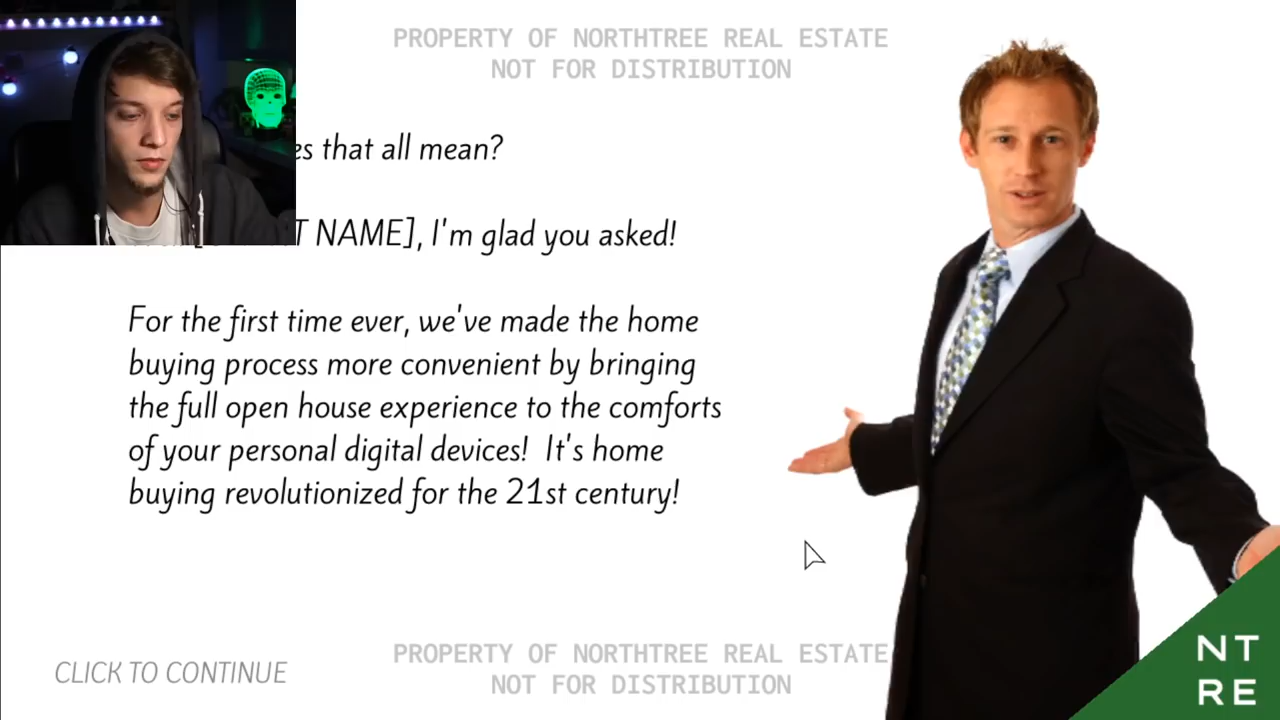 PROPERTY OF NORTHTREE REAL ESTATE
NOT FOR DISTRIBUTION
that all mean?
NAME], I'm glad you asked!
For the first time ever, we've made the home
buying process more convenient by bringing
the full open house experience to the comforts
of your personal digital devices! It's home
buying revolutionized for the 21st century!
PROPERTY OF NORTHTREE REAL ESTATE
NOT FOR DISTRIBUTION
CLICK TO CONTINUE
NT
RE